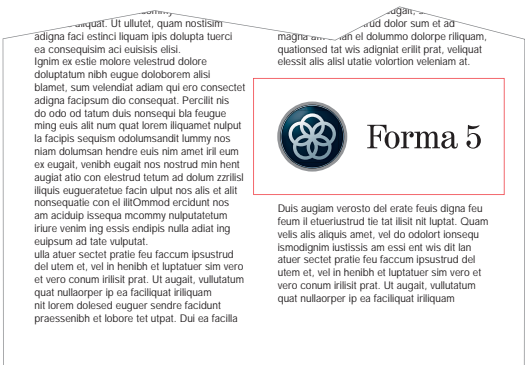 aliquat. Ut ullutet, quam nostisim
adigna faci estinci liquam ipis dolupta tuerci
ea consequisim aci euisisis elisi.
Ignim ex estie molore velestrud dolore
doluptatum nibh eugue doloborem alisi
blamet, sum velendiat adiam qui ero consectet
adigna facipsum dio consequat. Percilit nis
do odo od tatum duis nonsequi bla feugue
ming euis alit num quat lorem iliquamet nulput
la facipis sequism odolumsandit lummy nos
niam dolumsan hendre euis nim amet iril eum
ex eugait, venibh eugait nos nostrud min hent
augiat atio con elestrud tetum ad dolum zzrilisl
iliquis eugueratetue facin ulput nos alis et alit
nonsequatie con el ilitOmmod ercidunt nos
am aciduip issequa mcommy nulputatetum
iriure venim ing essis endipis nulla adiat ing
euipsum ad tate vulputat.
ulla atuer sectet pratie feu faccum ipsustrud
del utem et, vel in henibh et luptatuer sim vero
et vero conum irilisit prat. Ut augait, vullutatum
quat nullaorper ip ea faciliquat iriliquam
nit lorem dolesed euguer sendre facidunt
praessenibh et lobore tet utpat. Dui ea facilla
dolor sum et ad
el dolummo dolorpe riliquam,
quationsed tat wis adigniat erilit prat, veliquat
elessit alis alisl utatie volortion veleniam at.
Forma 5
Duis augiam verosto del erate feuis digna feu
feum il etueriustrud tie tat ilisit nit luptat. Quam
velis alis aliquis amet, vel do odolort ionsequ
ismodignim iustissis am essi ent wis dit lan
atuer sectet pratie feu faccum ipsustrud del
utem et, vel in henibh et luptatuer sim vero et
vero conum irilisit prat. Ut augait, vullutatum
quat nullaorper ip ea faciliquat iriliquam